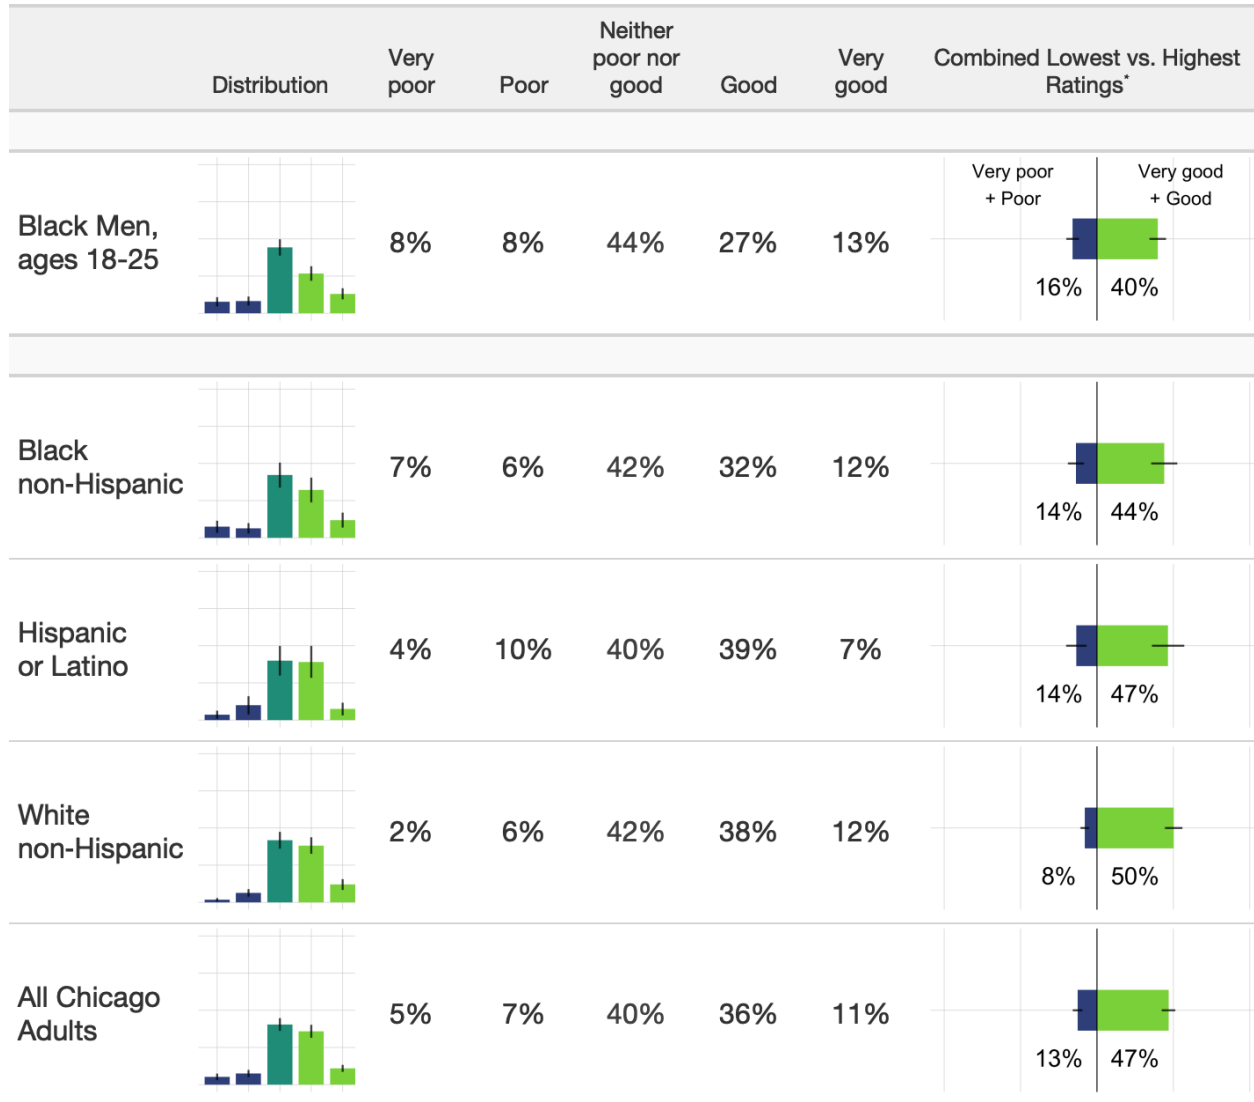 Distribution
Very
poor
Poor
Neither
poor nor
good
Good
Very
good
Combined Lowest vs. Highest
Ratings*
Black Men,
ages 18-25
8%
8%
44%
27%
13%
Very poor
+ Poor
Very good
+ Good
16%
40%
Black
non-Hispanic
7%
6%
42%
32%
12%
14%
44%
Hispanic
or Latino
4%
10%
40%
39%
7%
14%
47%
White
non-Hispanic
2%
6%
42%
38%
12%
8%
50%
All Chicago
Adults
5%
7%
40%
36%
11%
13%
47%